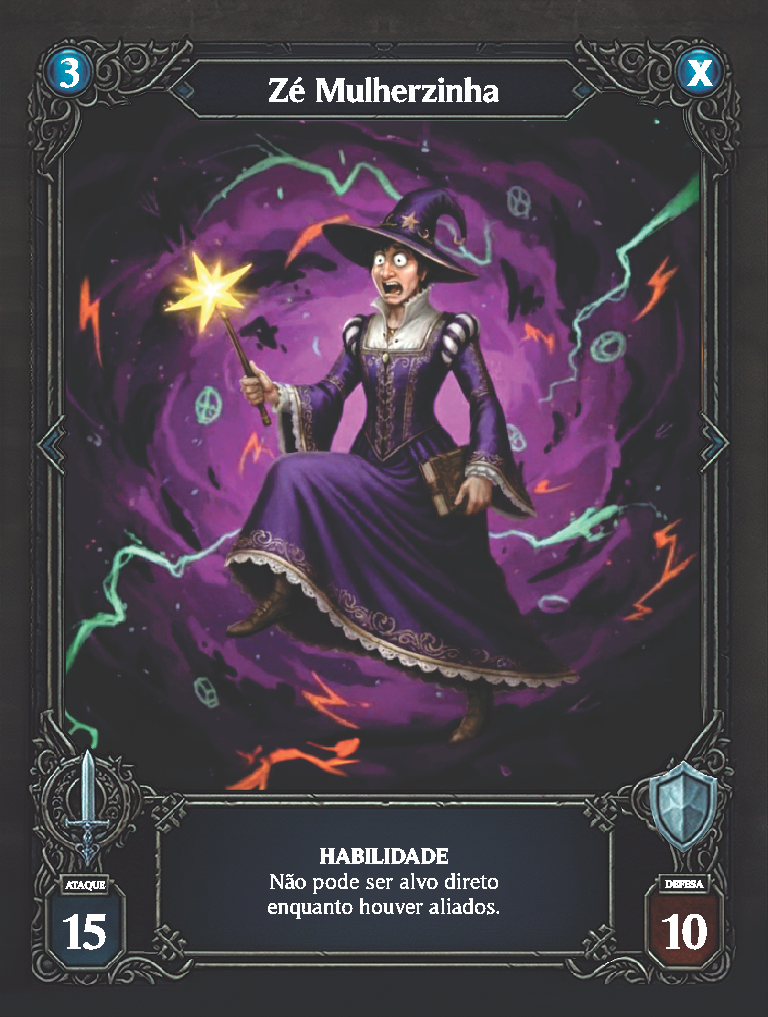 3
Zé Mulherzinha
X
HABILIDADE
Não pode ser alvo direto
enquanto houver aliados.
ATAQUE
15
DEFESA
10